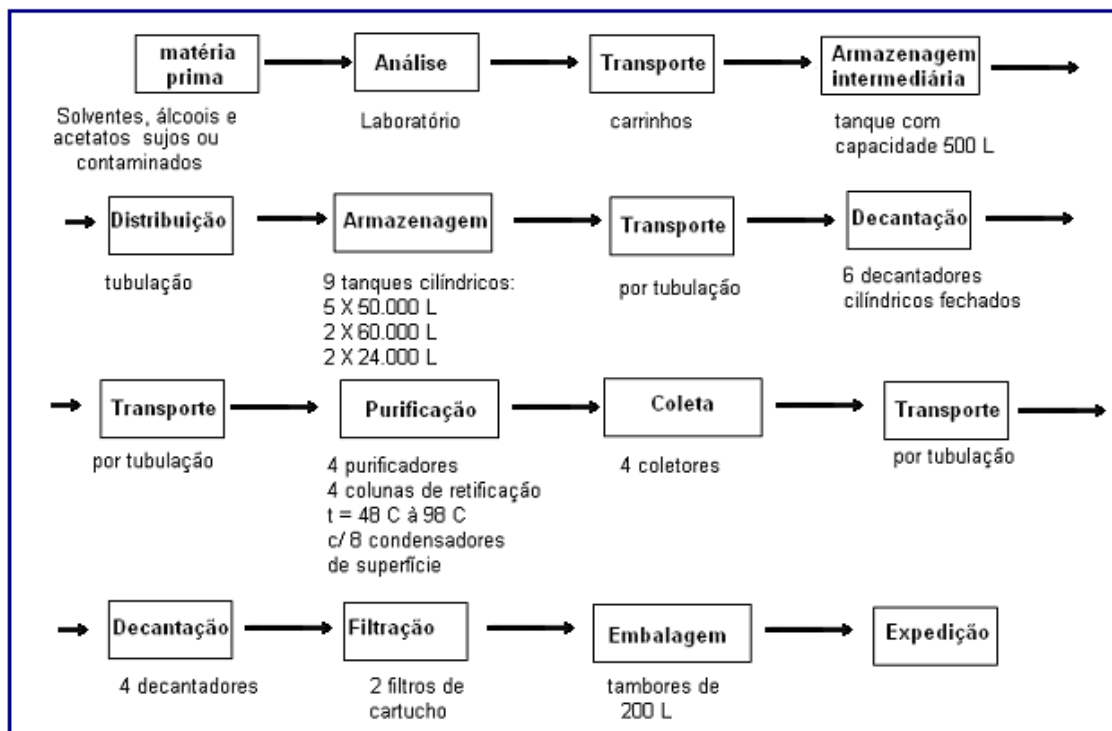 matéria prima
Análise
Transporte
Armazenagem intermediária
Solventes, álcoois e
acetatos sujos ou
contaminados
Laboratório
carrinhos
tanque com
capacidade 500 L
Distribuição
Armazenagem
Transporte
Decantação
tubulação
9 tanques cilíndricos:
5 X 50.000 L
2 X 60.000 L
2 X 24.000 L
por tubulação
6 decantadores
cilíndricos fechados
Transporte
Purificação
Coleta
Transporte
por tubulação
4 purificadores
4 colunas de retificação
t = 48 C à 98 C
c/ 8 condensadores
de superfície
4 coletores
por tubulação
Decantação
Filtração
Embalagem
Expedição
4 decantadores
2 filtros de
cartucho
tambores de
200 L